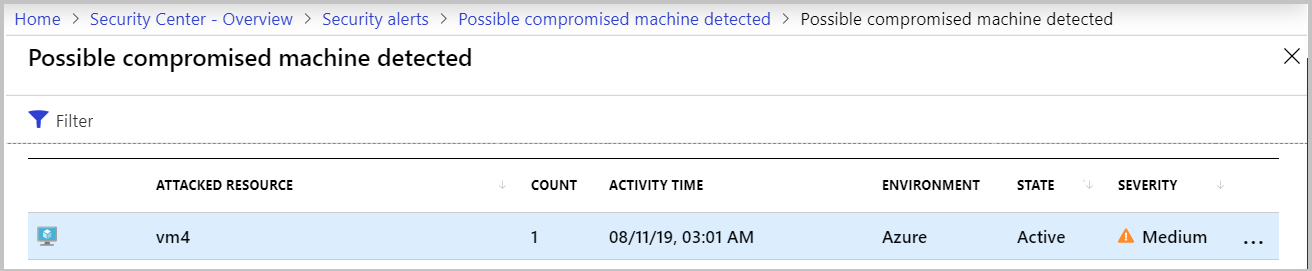 Home > Security Center - Overview > Security alerts > Possible compromised machine detected > Possible compromised machine detected
Possible compromised machine detected
Filter
ATTACKED RESOURCE COUNT ACTIVITY TIME ENVIRONMENT STATE SEVERITY
vm4 1 08/11/19, 03:01 AM Azure Active Medium ...